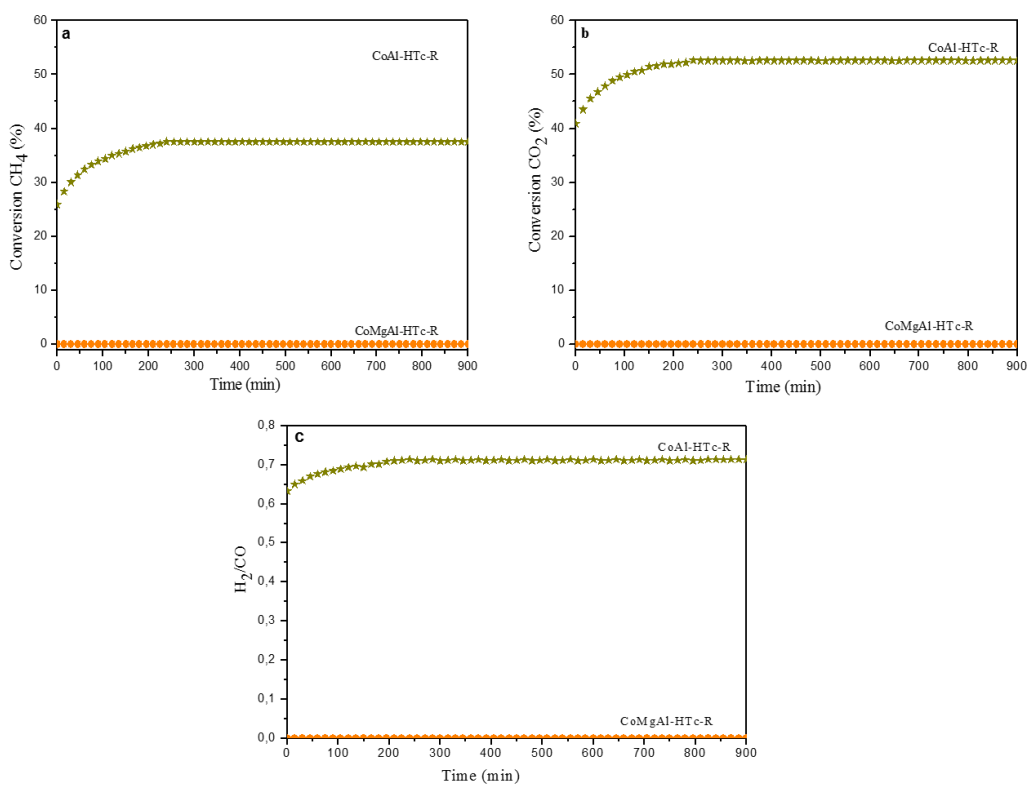 a
CoAl-HTc-R
CoMgAl-HTc-R
60
50
40
30
20
10
0
Conversion CH4 (%)
0 100 200 300 400 500 600 700 800 900
Time (min)
b
CoAl-HTc-R
CoMgAl-HTc-R
60
50
40
30
20
10
0
Conversion CO2 (%)
0 100 200 300 400 500 600 700 800 900
Time (min)
c
CoAl-HTc-R
CoMgAl-HTc-R
0,8
0,7
0,6
0,5
0,4
0,3
0,2
0,1
0,0
H2/CO
0 100 200 300 400 500 600 700 800 900
Time (min)